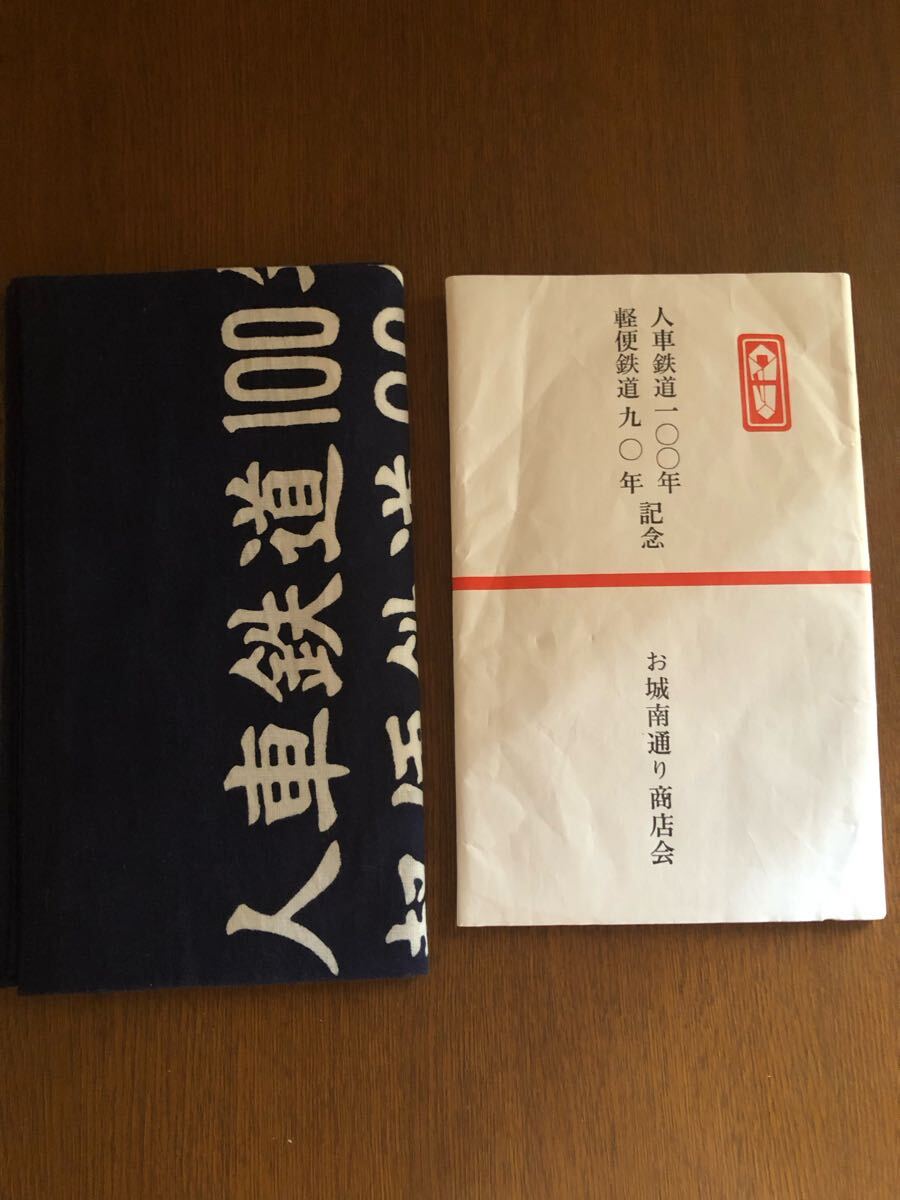 人車鉄道100年
人車鉄道一〇〇年
軽便鉄道九〇年
記念
お城南通り商店会